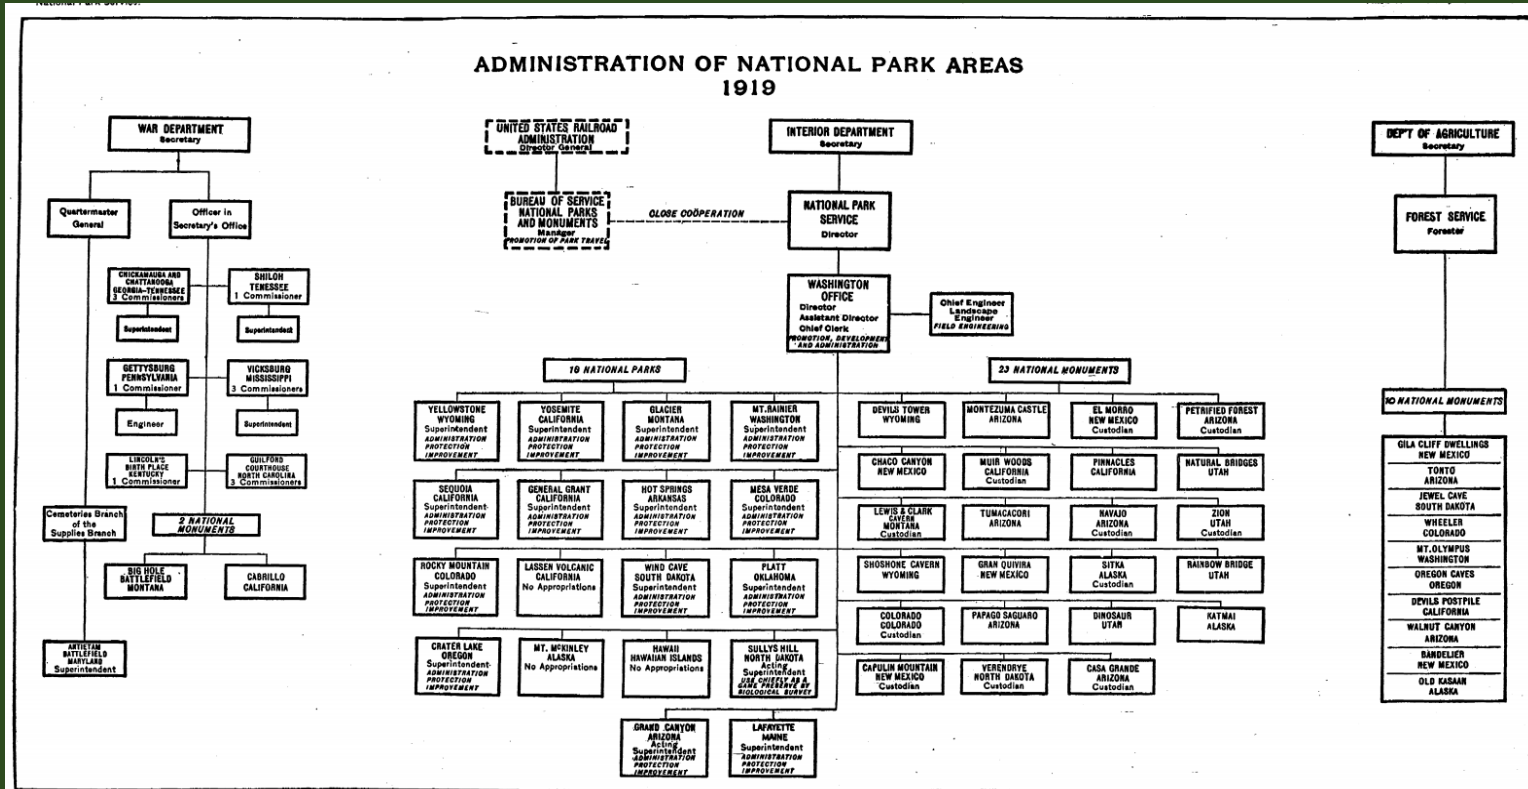 National Park Service.
ADMINISTRATION OF NATIONAL PARK AREAS
1919
WAR DEPARTMENT
Secretary
Quartermaster
General
Officer in
Secretary's Office
CHICKAMAUGA AND
CHATTANOOGA
GEORGIA-TENNESSEE
3 Commissioners
Superintendent
SHILOH
TENESSEE
1 Commissioner
Superintendent
GETTYSBURG
PENNSYLVANIA
1 Commissioner
Engineer
VICKSBURG
MISSISSIPPI
3 Commissioners
Superintendent
LINCOLN'S
BIRTH PLACE
KENTUCKY
1 Commissioner
GUILFORD
COURTHOUSE
NORTH CAROLINA
3 Commissioners
Cemeteries Branch
of the
Supplies Branch
2 NATIONAL
MONUMENTS
BIG HOLE
BATTLEFIELD
MONTANA
CABRILLO
CALIFORNIA
ANTIETAM
BATTLEFIELD
MARYLAND
Superintendent
UNITED STATES RAILROAD
ADMINISTRATION
Director General
BUREAU OF SERVICE
NATIONAL PARKS
AND MONUMENTS
Manager
PROMOTION OF PARK TRAVEL
CLOSE COÖPERATION
INTERIOR DEPARTMENT
Secretary
NATIONAL PARK
SERVICE
Director
WASHINGTON
OFFICE
Director
Assistant Director
Chief Clerk
PROMOTION, DEVELOPMENT
AND ADMINISTRATION
Chief Engineer
Landscape
Engineer
FIELD ENGINEERING
18 NATIONAL PARKS
YELLOWSTONE
WYOMING
Superintendent
ADMINISTRATION
PROTECTION
IMPROVEMENT
YOSEMITE
CALIFORNIA
Superintendent
ADMINISTRATION
PROTECTION
IMPROVEMENT
GLACIER
MONTANA
Superintendent
ADMINISTRATION
PROTECTION
IMPROVEMENT
MT.RAINIER
WASHINGTON
Superintendent
ADMINISTRATION
PROTECTION
IMPROVEMENT
SEQUOIA
CALIFORNIA
Superintendent
ADMINISTRATION
PROTECTION
IMPROVEMENT
GENERAL GRANT
CALIFORNIA
Superintendent
ADMINISTRATION
PROTECTION
IMPROVEMENT
HOT SPRINGS
ARKANSAS
Superintendent
ADMINISTRATION
PROTECTION
IMPROVEMENT
MESA VERDE
COLORADO
Superintendent
ADMINISTRATION
PROTECTION
IMPROVEMENT
ROCKY MOUNTAIN
COLORADO
Superintendent
ADMINISTRATION
PROTECTION
IMPROVEMENT
LASSEN VOLCANIC
CALIFORNIA
No Appropriations
WIND CAVE
SOUTH DAKOTA
Superintendent
ADMINISTRATION
PROTECTION
IMPROVEMENT
PLATT
OKLAHOMA
Superintendent
ADMINISTRATION
PROTECTION
IMPROVEMENT
CRATER LAKE
OREGON
Superintendent
ADMINISTRATION
PROTECTION
IMPROVEMENT
MT. McKINLEY
ALASKA
No Appropriations
HAWAII
HAWAIIAN ISLANDS
No Appropriations
SULLYS HILL
NORTH DAKOTA
Acting
Superintendent
USE CHIEFLY AS A
GAME PRESERVE BY
BIOLOGICAL SURVEY
GRAND CANYON
ARIZONA
Acting
Superintendent
ADMINISTRATION
PROTECTION
IMPROVEMENT
LAFAYETTE
MAINE
Superintendent
ADMINISTRATION
PROTECTION
IMPROVEMENT
23 NATIONAL MONUMENTS
DEVILS TOWER
WYOMING
MONTEZUMA CASTLE
ARIZONA
EL MORRO
NEW MEXICO
Custodian
PETRIFIED FOREST
ARIZONA
Custodian
CHACO CANYON
NEW MEXICO
MUIR WOODS
CALIFORNIA
Custodian
PINNACLES
CALIFORNIA
NATURAL BRIDGES
UTAH
LEWIS & CLARK
CAVERN
MONTANA
Custodian
TUMACACORI
ARIZONA
NAVAJO
ARIZONA
Custodian
ZION
UTAH
Custodian
SHOSHONE CAVERN
WYOMING
GRAN QUIVIRA
NEW MEXICO
SITKA
ALASKA
Custodian
RAINBOW BRIDGE
UTAH
COLORADO
COLORADO
Custodian
PAPAGO SAGUARO
ARIZONA
DINOSAUR
UTAH
KATMAI
ALASKA
CAPULIN MOUNTAIN
NEW MEXICO
Custodian
VERENDRYE
NORTH DAKOTA
Custodian
CASA GRANDE
ARIZONA
Custodian
DEP'T OF AGRICULTURE
Secretary
FOREST SERVICE
Forester
10 NATIONAL MONUMENTS
GILA CLIFF DWELLINGS
NEW MEXICO
TONTO
ARIZONA
JEWEL CAVE
SOUTH DAKOTA
WHEELER
COLORADO
MT.OLYMPUS
WASHINGTON
OREGON CAVES
OREGON
DEVILS POSTPILE
CALIFORNIA
WALNUT CANYON
ARIZONA
BANDELIER
NEW MEXICO
OLD KASAAN
ALASKA